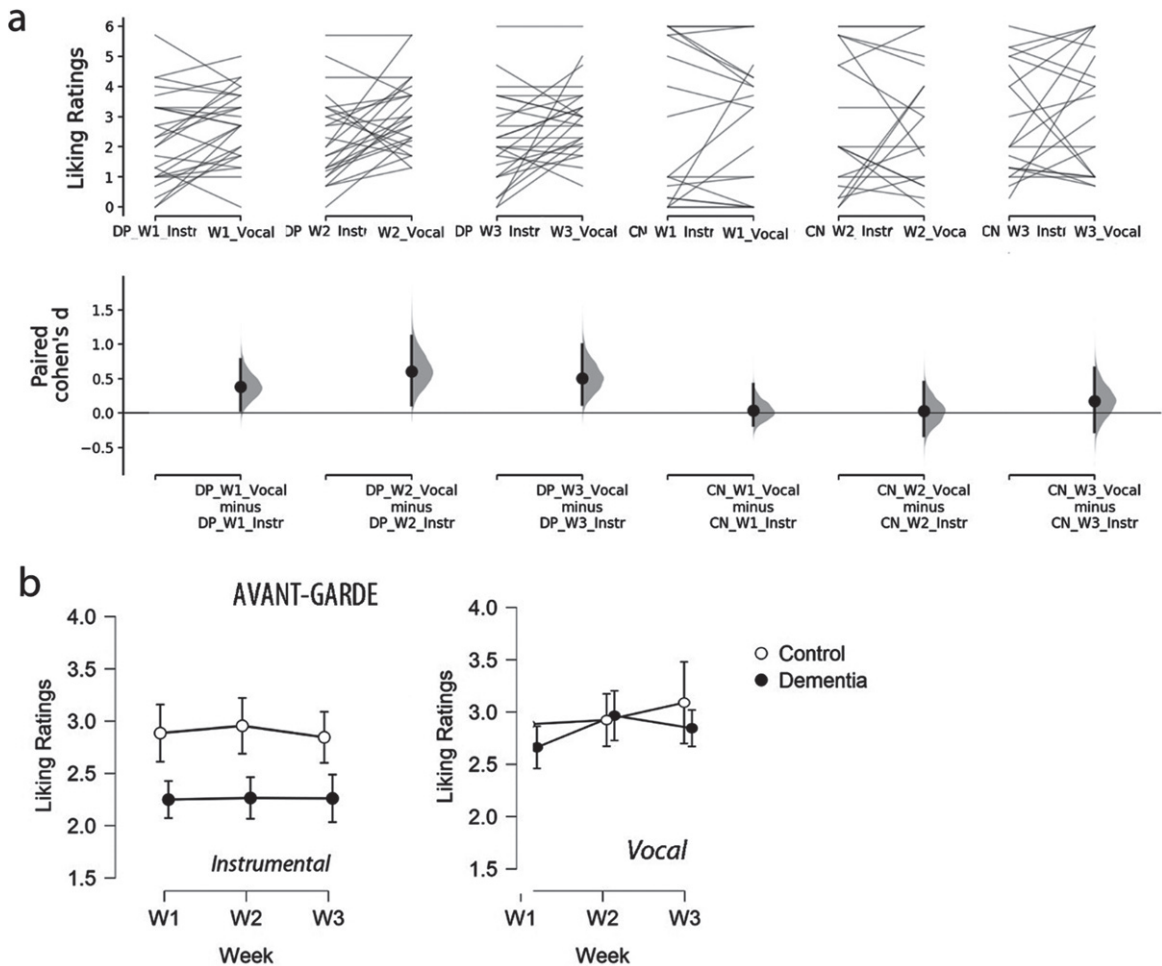 a
Liking Ratings
6
5
4
3
2
1
0
DP_W1_Instr W1_Vocal
DP W2 Instr W2_Vocal
DP W3 Instr W3_Vocal
CN W1 Instr W1_Vocal
CN W2 Instr W2_Voca
CN W3 Instr W3_Vocal
Paired
cohen's d
1.5
1.0
0.5
0.0
−0.5
DP_W1_Vocal
minus
DP_W1_Instr
DP_W2_Vocal
minus
DP_W2_Instr
DP_W3_Vocal
minus
DP_W3_Instr
CN_W1_Vocal
minus
CN_W1_Instr
CN_W2_Vocal
minus
CN_W2_Instr
CN_W3_Vocal
minus
CN_W3_Instr
b
AVANT-GARDE
Liking Ratings
4.0
3.5
3.0
2.5
2.0
1.5
Instrumental
W1 W2 W3
Week
Liking Ratings
4.0
3.5
3.0
2.5
2.0
1.5
Vocal
W1 W2 W3
Week
Control
Dementia